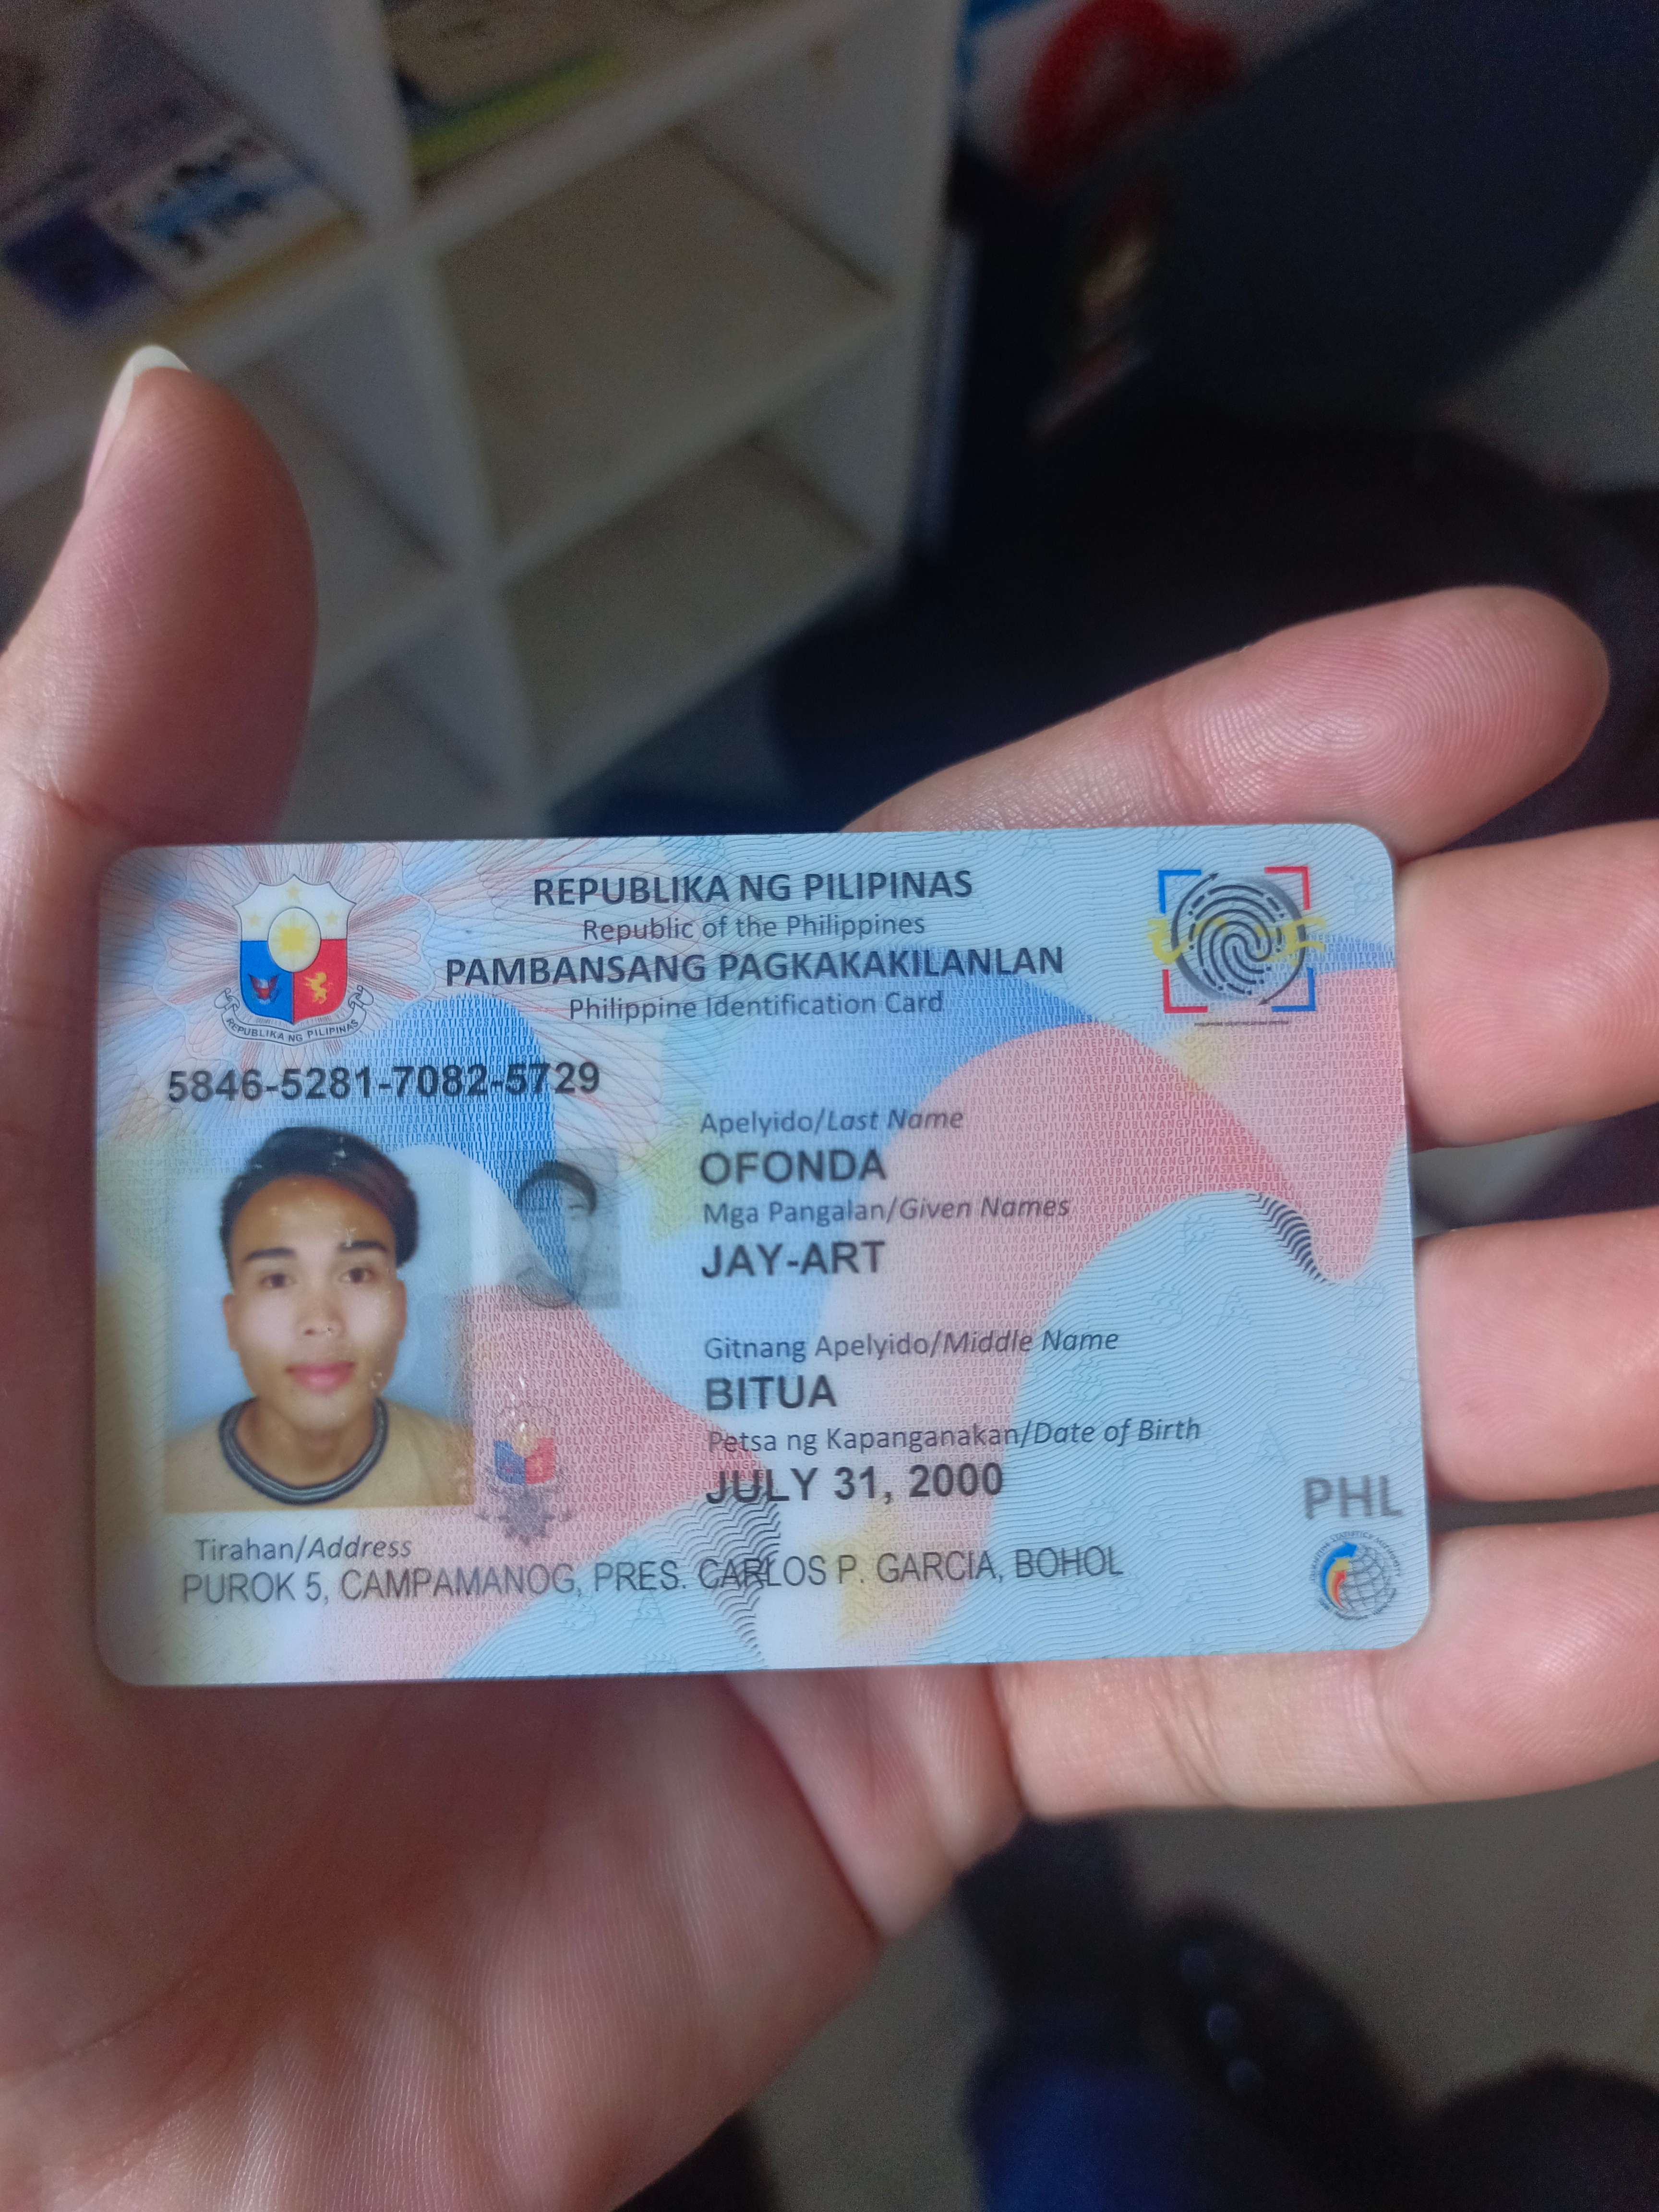 REPUBLIKA NG PILIPINAS
Republic of the Philippines
PAMBANSANG PAGKAKAKILANLAN
Philippine Identification Card
REPUBLIKA NG PILIPINAS
5846-5281-7082-5729
Apelyido/Last Name
OFONDA
Mga Pangalan/Given Names
JAY-ART
Gitnang Apelyido/Middle Name
BITUA
Petsa ng Kapanganakan/Date of Birth
JULY 31, 2000
PHL
Tirahan/Address
PUROK 5, CAMPAMANOG, PRES. CARLOS P. GARCIA, BOHOL